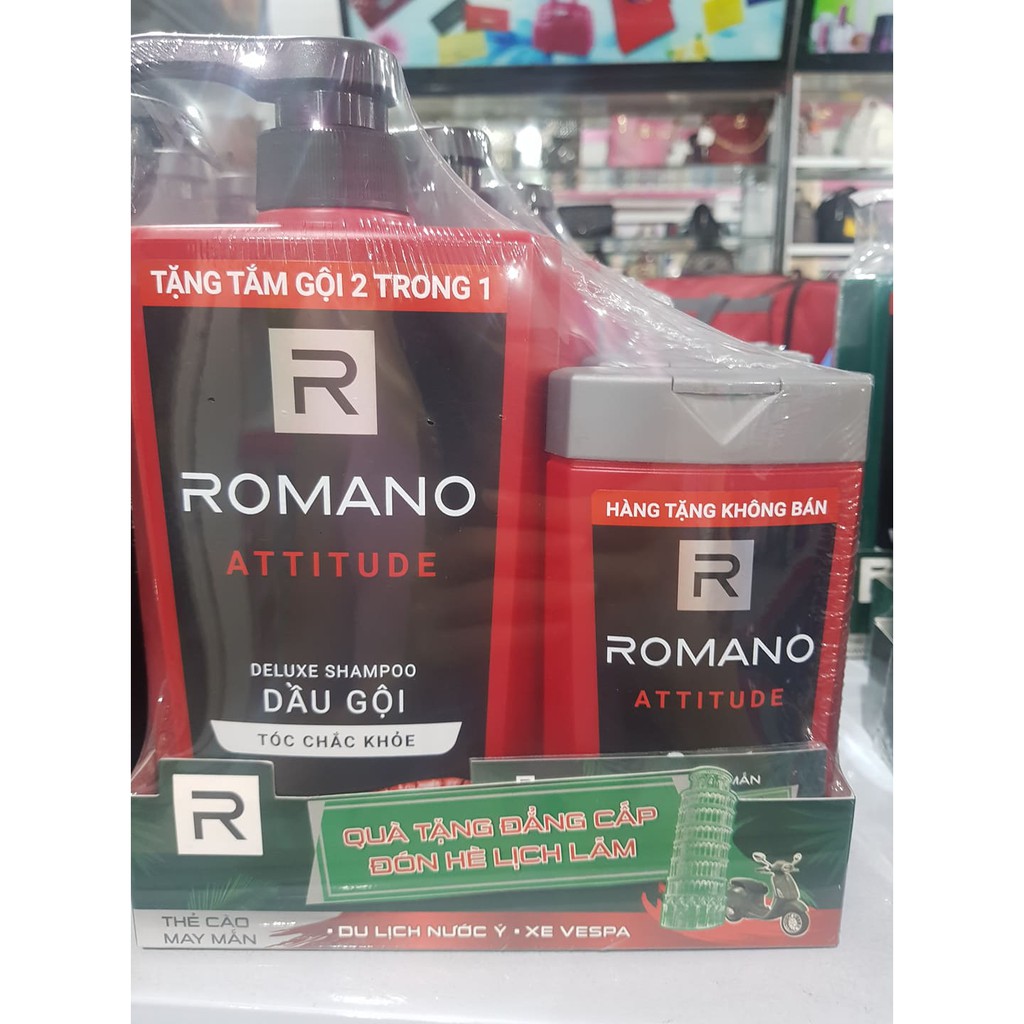 TẶNG TẮM GỘI 2 TRONG 1
R
ROMANO
ATTITUDE
DELUXE SHAMPOO
DẦU GỘI
TÓC CHẮC KHỎE
HÀNG TẶNG KHÔNG BÁN
R
ROMANO
ATTITUDE
R
QUÀ TẶNG ĐẲNG CẤP
ĐÓN HÈ LỊCH LÃM
THẺ CÀO
MAY MẮN
• DU LỊCH NƯỚC Ý • XE VESPA